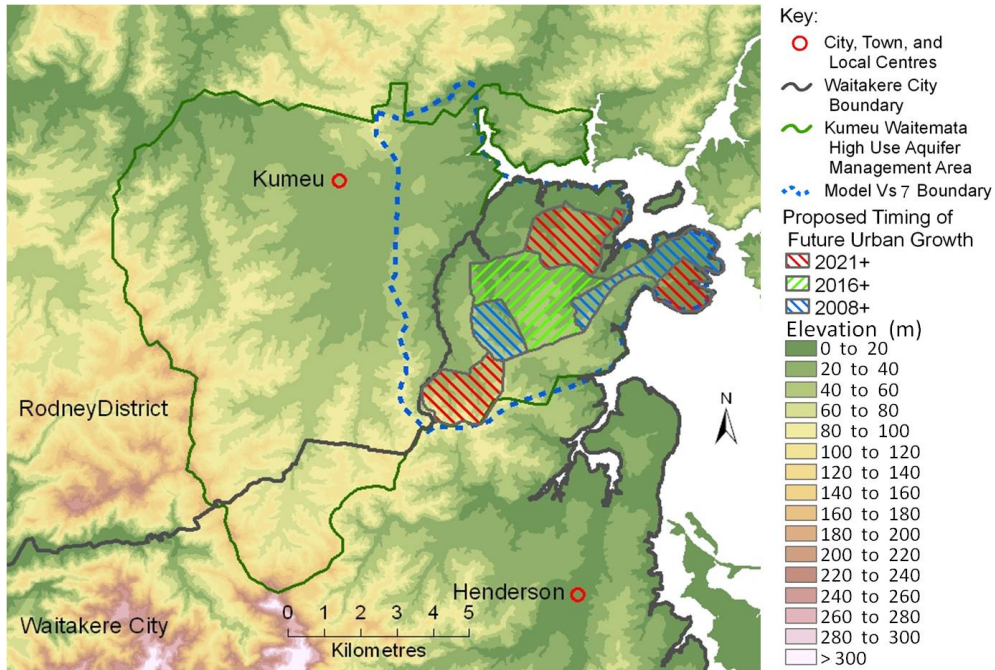 Key:
City, Town, and
Local Centres
Waitakere City
Boundary
Kumeu Waitemata
High Use Aquifer
Management Area
Model Vs 7 Boundary
Proposed Timing of
Future Urban Growth
2021+
2016+
2008+
Elevation (m)
0 to 20
20 to 40
40 to 60
60 to 80
80 to 100
100 to 120
120 to 140
140 to 160
160 to 180
180 to 200
200 to 220
220 to 240
240 to 260
260 to 280
280 to 300
> 300
Kumeu
RodneyDistrict
N
Henderson
Waitakere City
0 1 2 3 4 5
Kilometres